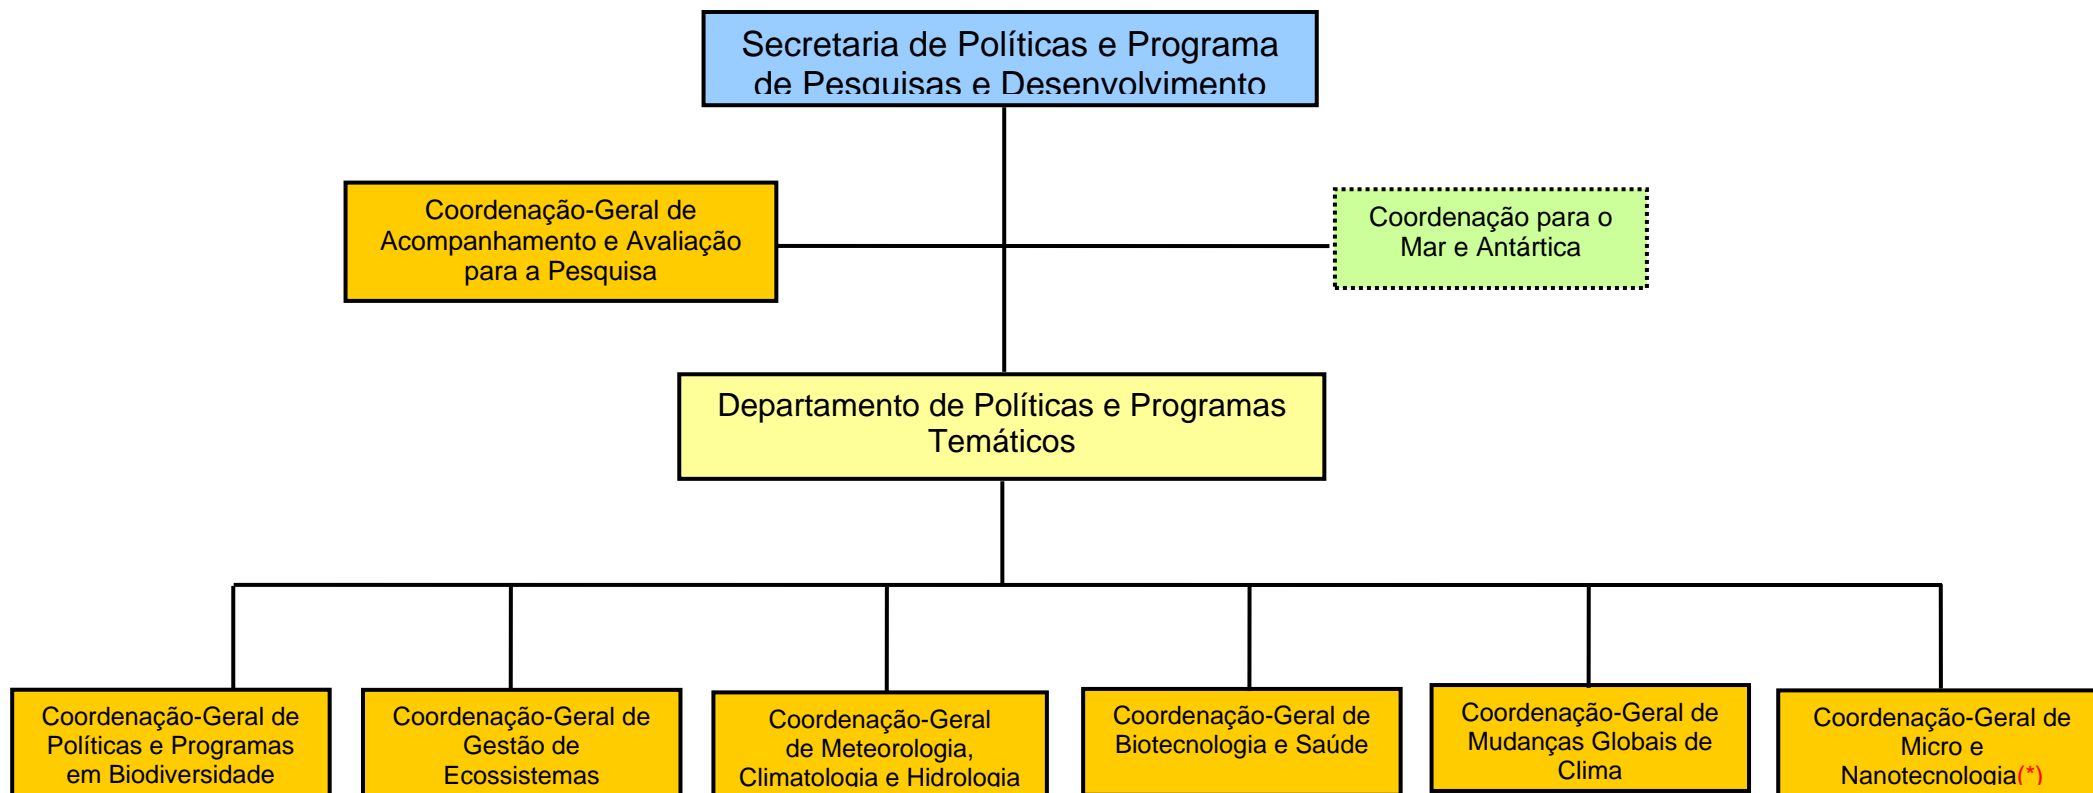 Secretaria de Políticas e Programa
de Pesquisas e Desenvolvimento
Coordenação-Geral de
Acompanhamento e Avaliação
para a Pesquisa
Coordenação para o
Mar e Antártica
Departamento de Políticas e Programas
Temáticos
Coordenação-Geral de
Políticas e Programas
em Biodiversidade
Coordenação-Geral de
Gestão de
Ecossistemas
Coordenação-Geral
de Meteorologia,
Climatologia e Hidrologia
Coordenação-Geral de
Biotecnologia e Saúde
Coordenação-Geral de
Mudanças Globais de
Clima
Coordenação-Geral de
Micro e
Nanotecnologia(*)